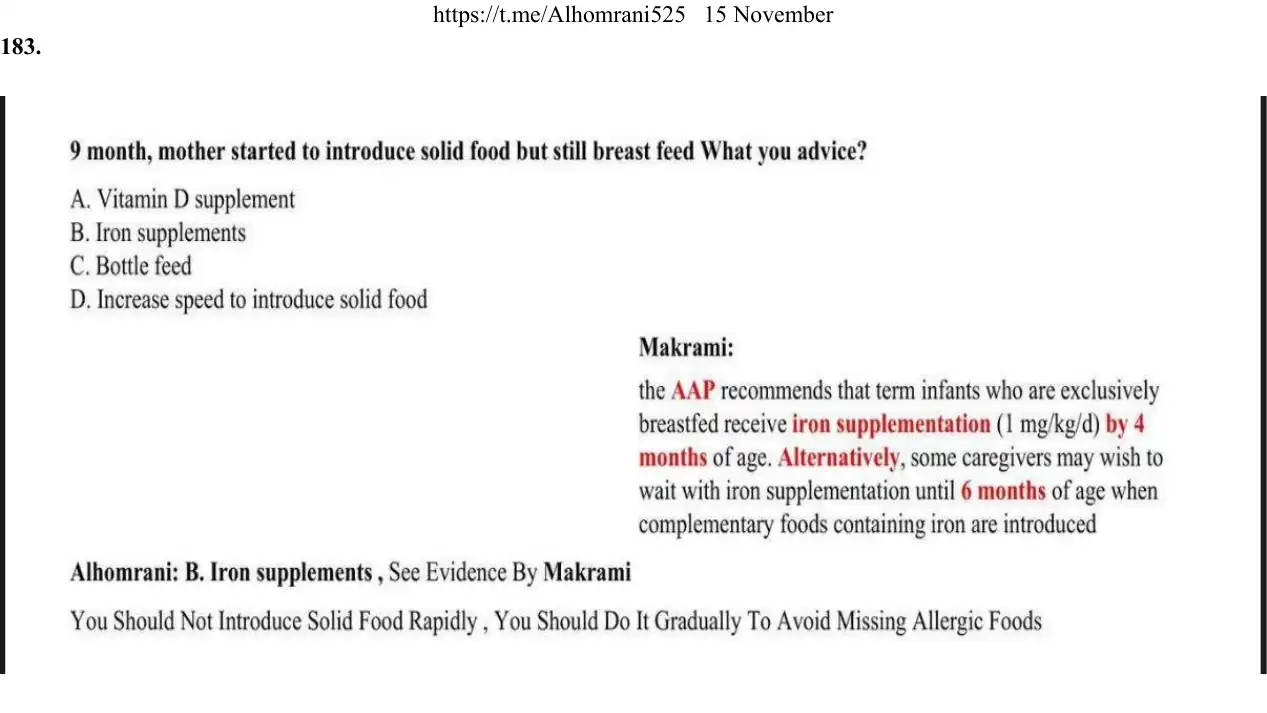 https://t.me/Alhomrani525 15 November
183.
9 month, mother started to introduce solid food but still breast feed What you advice?
A. Vitamin D supplement
B. Iron supplements
C. Bottle feed
D. Increase speed to introduce solid food
Makrami:
the AAP recommends that term infants who are exclusively
breastfed receive iron supplementation (1 mg/kg/d) by 4
months of age. Alternatively, some caregivers may wish to
wait with iron supplementation until 6 months of age when
complementary foods containing iron are introduced
Alhomrani: B. Iron supplements , See Evidence By Makrami
You Should Not Introduce Solid Food Rapidly , You Should Do It Gradually To Avoid Missing Allergic Foods